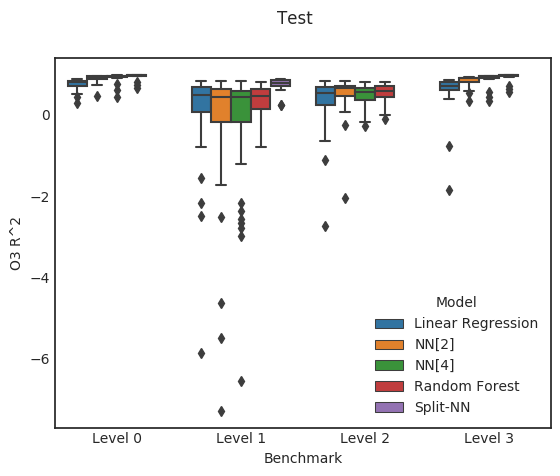 Test
O3 R^2
0
−2
−4
−6
Model
Linear Regression
NN[2]
NN[4]
Random Forest
Split-NN
Level 0
Level 1
Level 2
Level 3
Benchmark